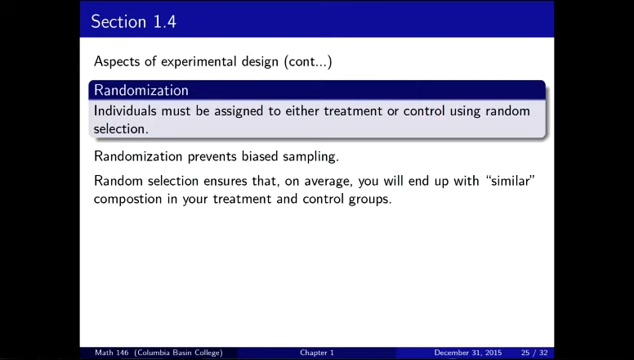 Section 1.4
Aspects of experimental design (cont...)
Randomization
Individuals must be assigned to either treatment or control using random
selection.
Randomization prevents biased sampling.
Random selection ensures that, on average, you will end up with “similar”
compostion in your treatment and control groups.
Math 146 (Columbia Basin College) Chapter 1 December 31, 2015 25 / 32